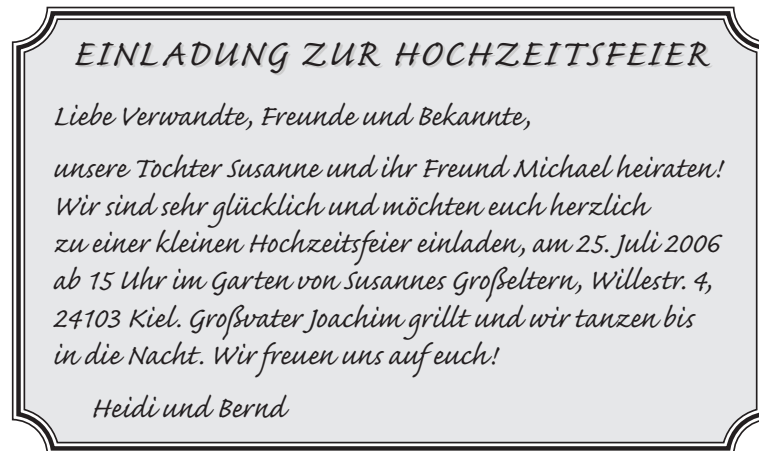 EINLADUNG ZUR HOCHZEITSFEIER
Liebe Verwandte, Freunde und Bekannte,
unsere Tochter Susanne und ihr Freund Michael heiraten!
Wir sind sehr glücklich und möchten euch herzlich
zu einer kleinen Hochzeitsfeier einladen, am 25. Juli 2006
ab 15 Uhr im Garten von Susannes Großeltern, Willestr. 4,
24103 Kiel. Großvater Joachim grillt und wir tanzen bis
in die Nacht. Wir freuen uns auf euch!
Heidi und Bernd